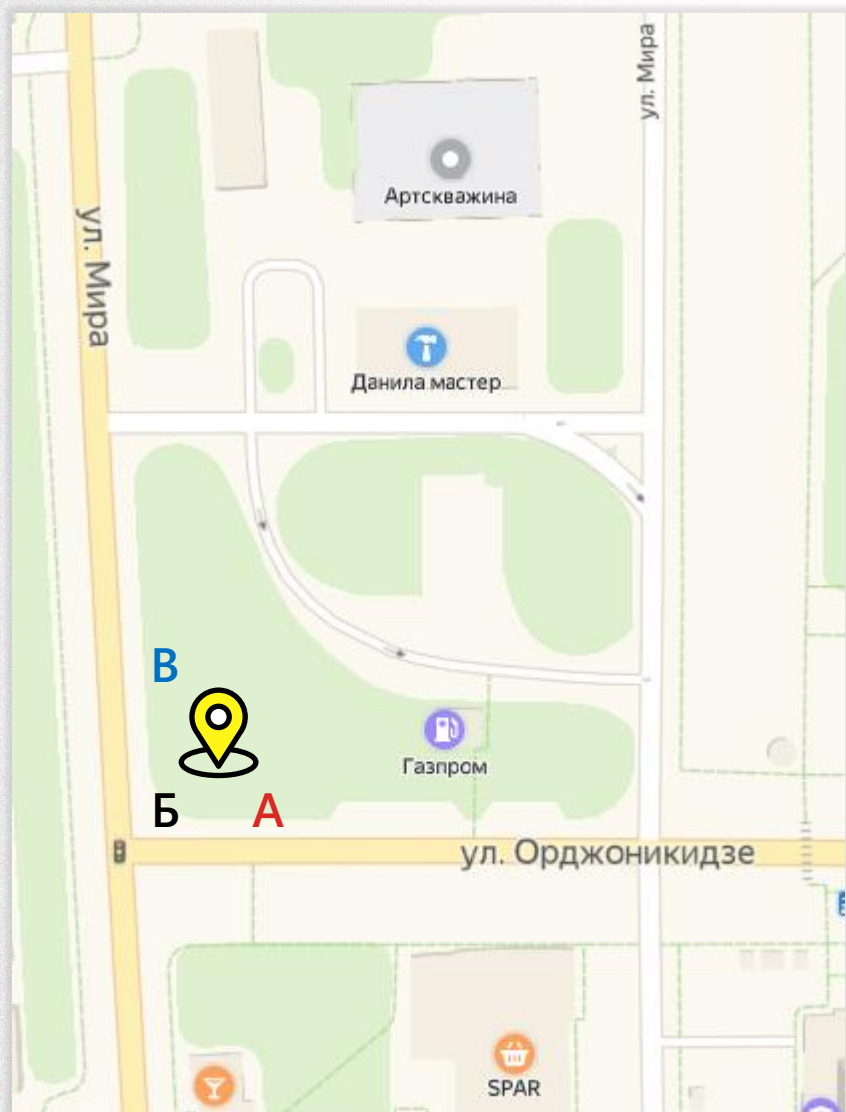 ул. Мира
Артскважина
ул. Мира
Данила мастер
В
Газпром
Б
А
ул. Орджоникидзе
SPAR